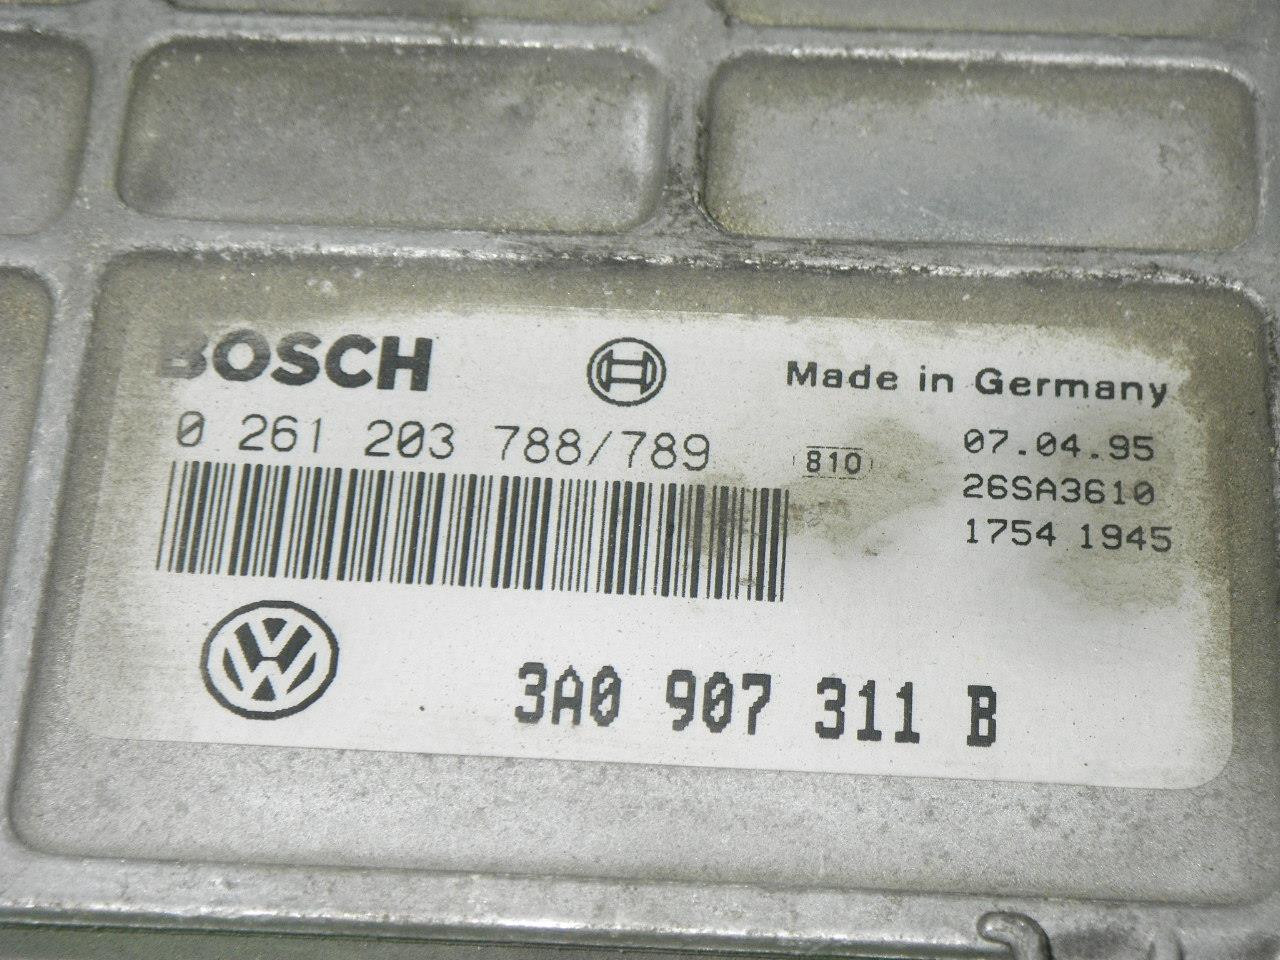 BOSCH
Made in Germany
0 261 203 788/789
810
07.04.95
26SA3610
1754 1945
3A0 907 311 B